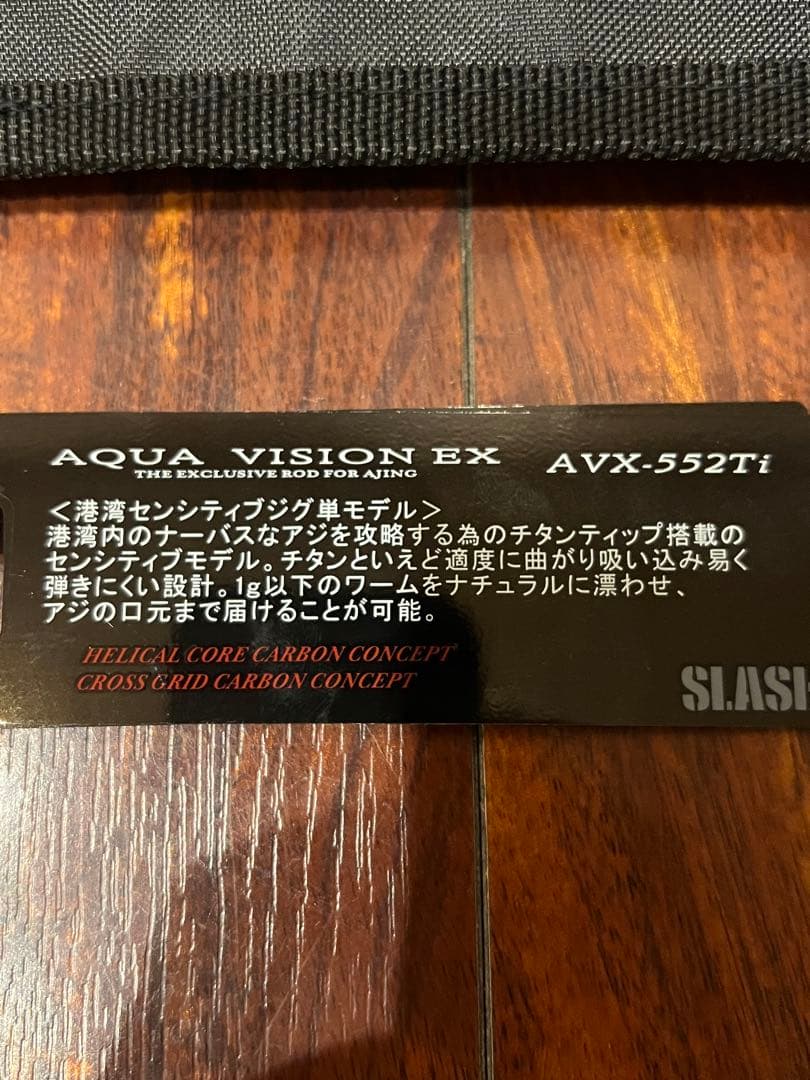 AQUA VISION EX AVX-552Ti
THE EXCLUSIVE ROD FOR AJING
＜港湾センシティブジグ単モデル＞
港湾内のナーバスなアジを攻略する為のチタンティップ搭載の
センシティブモデル。チタンといえど適度に曲がり吸い込み易く
弾きにくい設計。1g以下のワームをナチュラルに漂わせ、
アジの口元まで届けることが可能。
HELICAL CORE CARBON CONCEPT
CROSS GRID CARBON CONCEPT